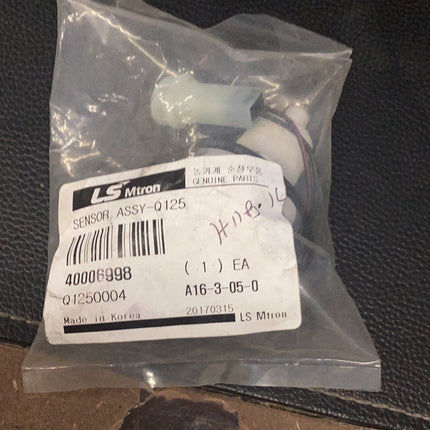 LS Mtron
농기계 순정부품
GENUINE PARTS
SENSOR ASSY-Q125
40006998
( 1 ) EA
Q1250004
A16-3-05-0
Made in Korea
20170315
LS Mtron